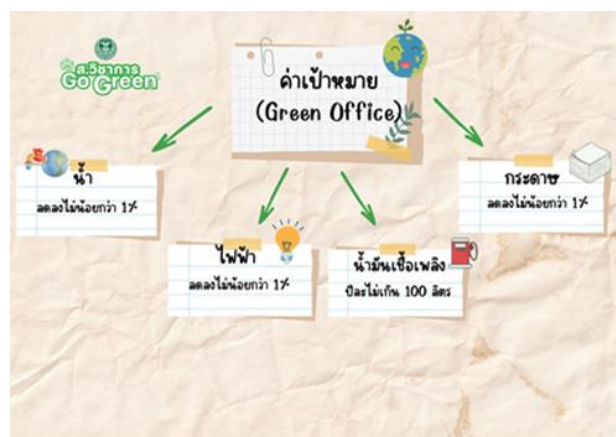 ส.วิชาการ
Go Green
ค่าเป้าหมาย
(Green Office)
น้ำ
ลดลงไม่น้อยกว่า 1%
ไฟฟ้า
ลดลงไม่น้อยกว่า 1%
น้ำมันเชื้อเพลิง
ปีละไม่เกิน 100 ลิตร
กระดาษ
ลดลงไม่น้อยกว่า 1%